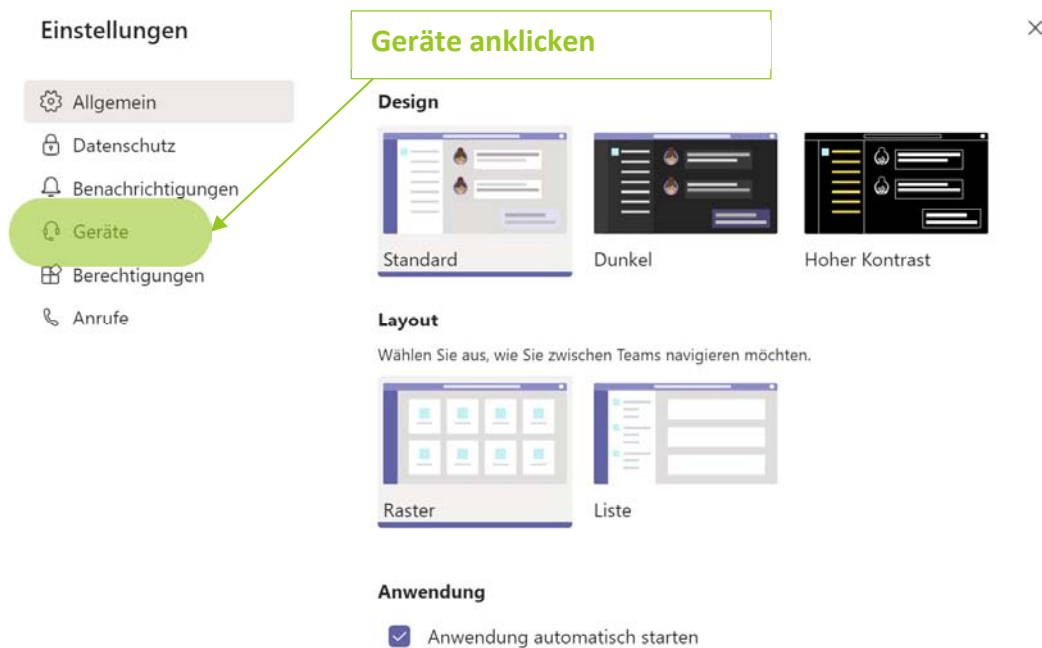 Einstellungen
Geräte anklicken
Allgemein
Datenschutz
Benachrichtigungen
Geräte
Berechtigungen
Anrufe
Design
Standard
Dunkel
Hoher Kontrast
Layout
Wählen Sie aus, wie Sie zwischen Teams navigieren möchten.
Raster
Liste
Anwendung
Anwendung automatisch starten